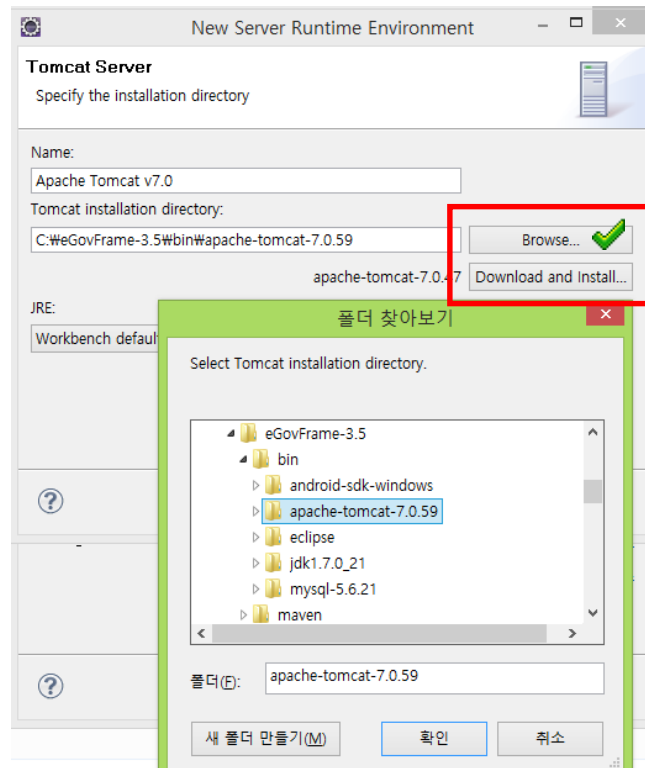 New Server Runtime Environment
Tomcat Server
Specify the installation directory
Name:
Apache Tomcat v7.0
Tomcat installation directory:
C:₩eGovFrame-3.5₩bin₩apache-tomcat-7.0.59
Browse...
apache-tomcat-7.0.47
Download and Install...
JRE:
Workbench default
폴더 찾아보기
Select Tomcat installation directory.
eGovFrame-3.5
bin
android-sdk-windows
apache-tomcat-7.0.59
eclipse
jdk1.7.0_21
mysql-5.6.21
maven
폴더(F):
apache-tomcat-7.0.59
새 폴더 만들기(M)
확인
취소